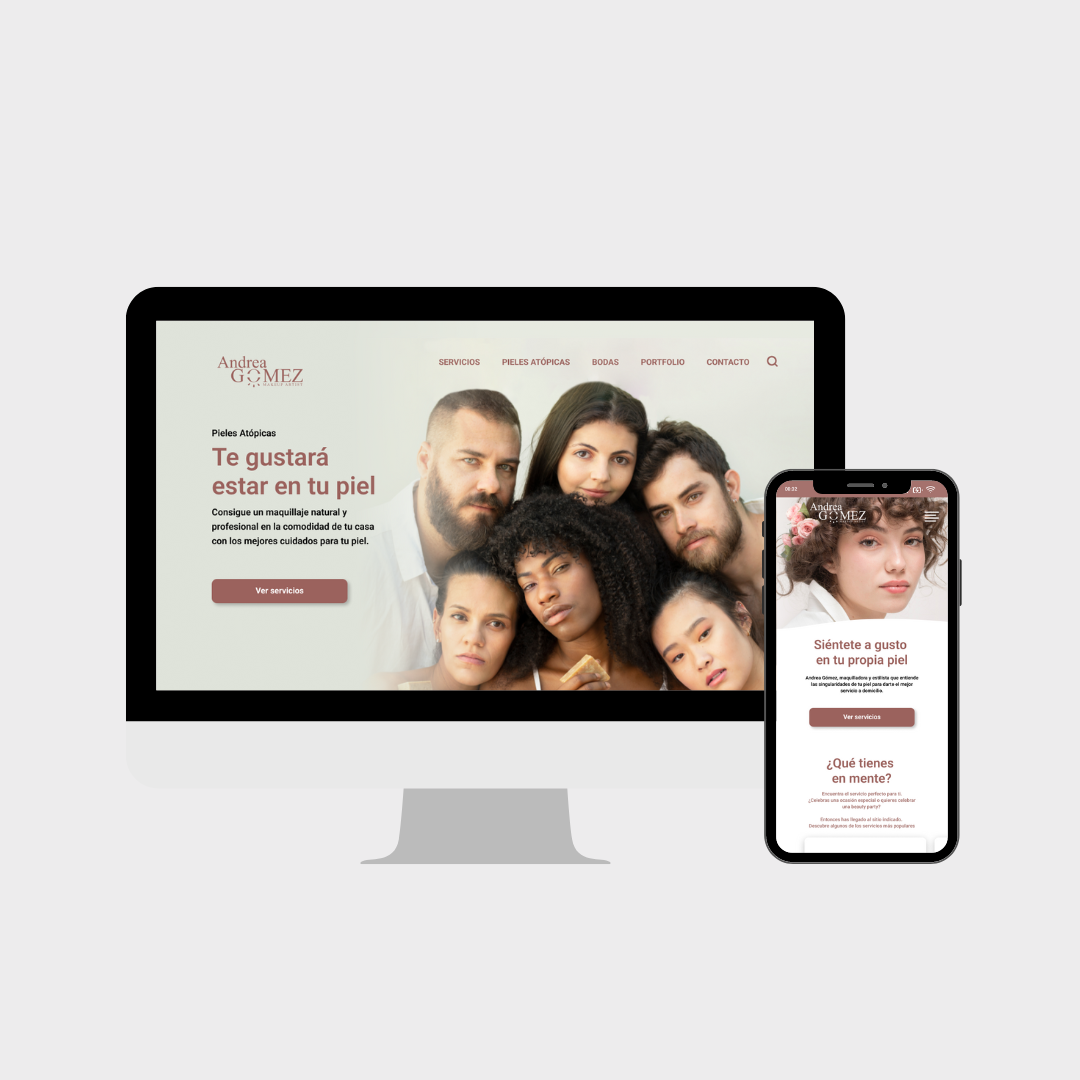 Andrea
GOMEZ
MAKEUP ARTIST
SERVICIOS PIELES ATÓPICAS BODAS PORTFOLIO CONTACTO
Pieles Atópicas
Te gustará
estar en tu piel
Consigue un maquillaje natural y
profesional en la comodidad de tu casa
con los mejores cuidados para tu piel.
Ver servicios
Andrea
GOMEZ
Siéntete a gusto
en tu propia piel
Andrea Gómez, maquilladora y estilista que entiende
las singularidades de tu piel para darte el mejor
servicio a domicilio.
Ver servicios
¿Qué tienes
en mente?
Encuentra el servicio perfecto para ti.
¿Celebras una ocasión especial o quieres celebrar
una beauty party?
Entonces has llegado al sitio indicado.
Descubre algunos de los servicios más populares